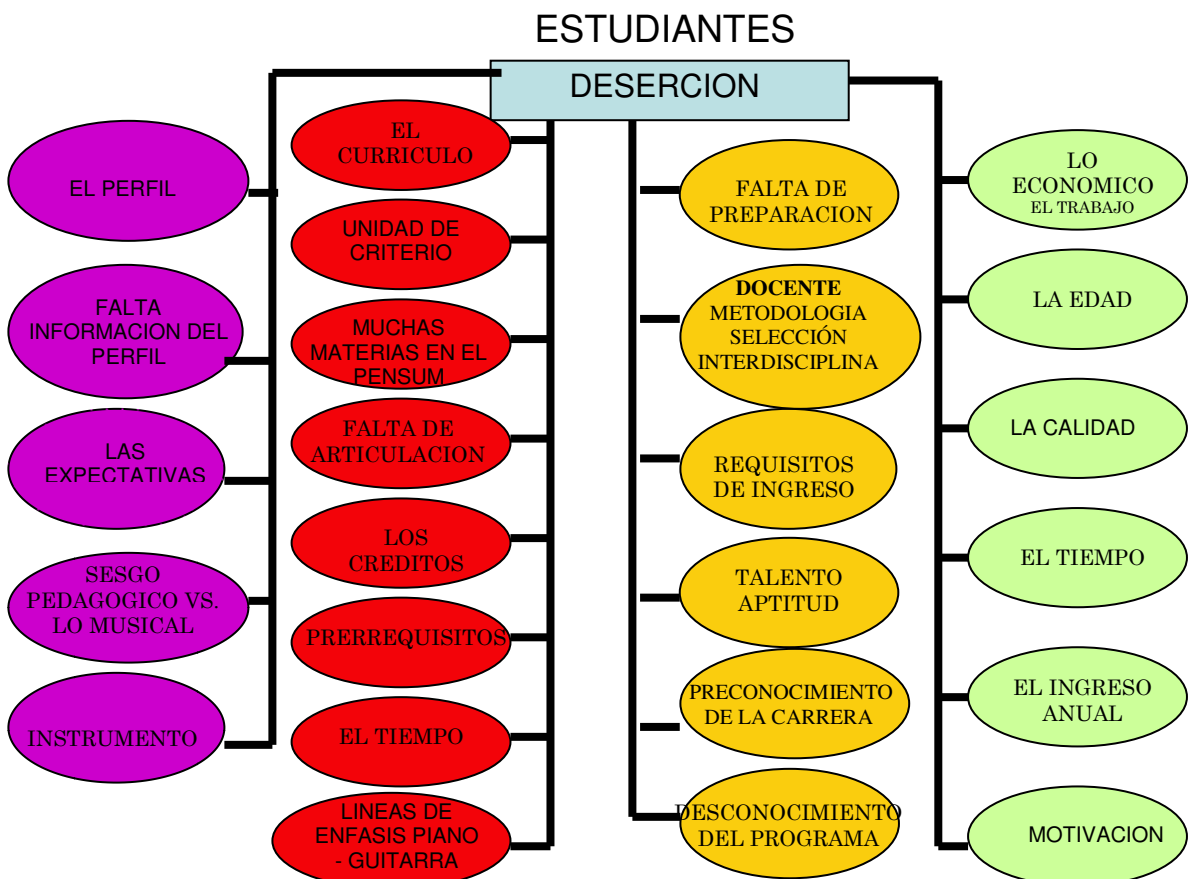 ESTUDIANTES
DESERCION
EL PERFIL
FALTA
INFORMACION DEL
PERFIL
LAS
EXPECTATIVAS
SESGO
PEDAGOGICO VS.
LO MUSICAL
INSTRUMENTO
EL
CURRICULO
UNIDAD DE
CRITERIO
MUCHAS
MATERIAS EN EL
PENSUM
FALTA DE
ARTICULACION
LOS
CREDITOS
PRERREQUISITOS
EL TIEMPO
LINEAS DE
ENFASIS PIANO
- GUITARRA
FALTA DE
PREPARACION
DOCENTE
METODOLOGIA
SELECCIÓN
INTERDISCIPLINA
REQUISITOS
DE INGRESO
TALENTO
APTITUD
PRECONOCIMIENTO
DE LA CARRERA
DESCONOCIMIENTO
DEL PROGRAMA
LO
ECONOMICO
EL TRABAJO
LA EDAD
LA CALIDAD
EL TIEMPO
EL INGRESO
ANUAL
MOTIVACION